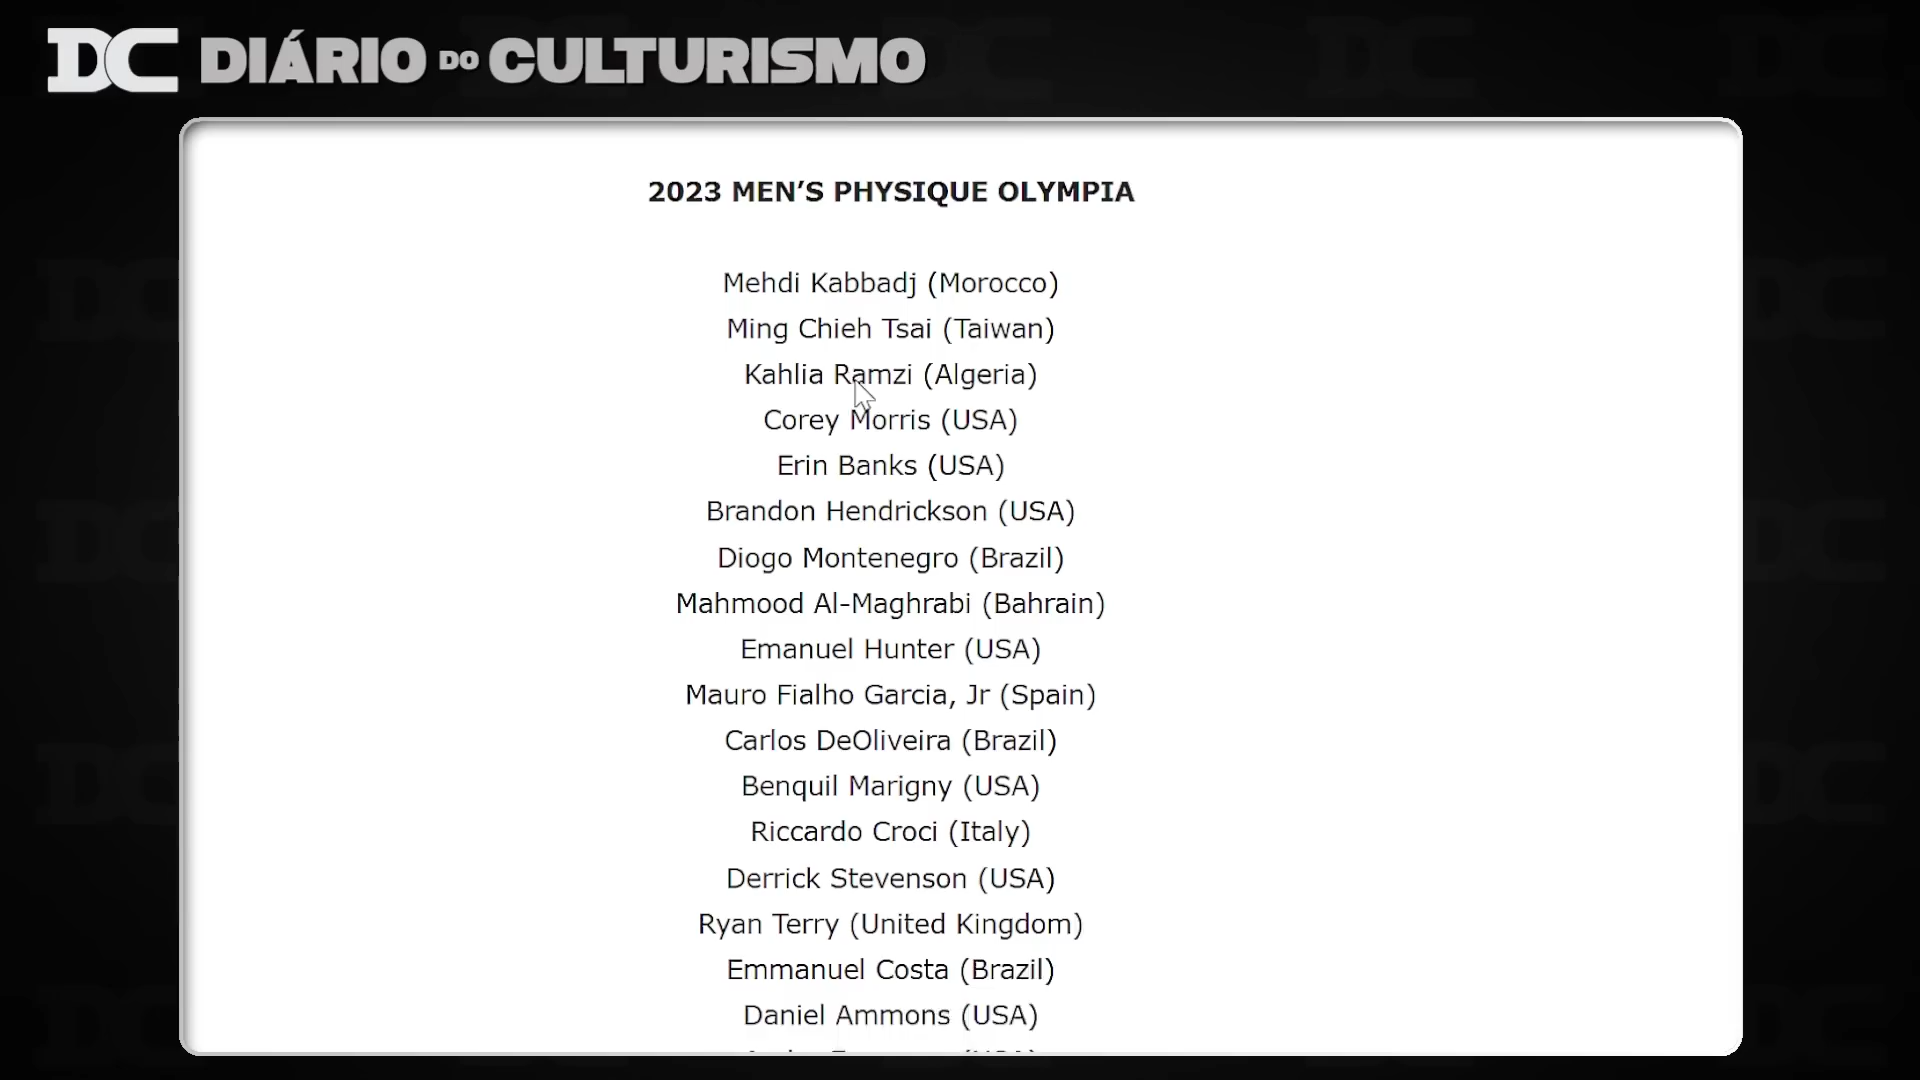 DC DIÁRIO DO CULTURISMO
2023 MEN’S PHYSIQUE OLYMPIA
Mehdi Kabbadj (Morocco)
Ming Chieh Tsai (Taiwan)
Kahlia Ramzi (Algeria)
Corey Morris (USA)
Erin Banks (USA)
Brandon Hendrickson (USA)
Diogo Montenegro (Brazil)
Mahmood Al-Maghrabi (Bahrain)
Emanuel Hunter (USA)
Mauro Fialho Garcia, Jr (Spain)
Carlos DeOliveira (Brazil)
Benquil Marigny (USA)
Riccardo Croci (Italy)
Derrick Stevenson (USA)
Ryan Terry (United Kingdom)
Emmanuel Costa (Brazil)
Daniel Ammons (USA)